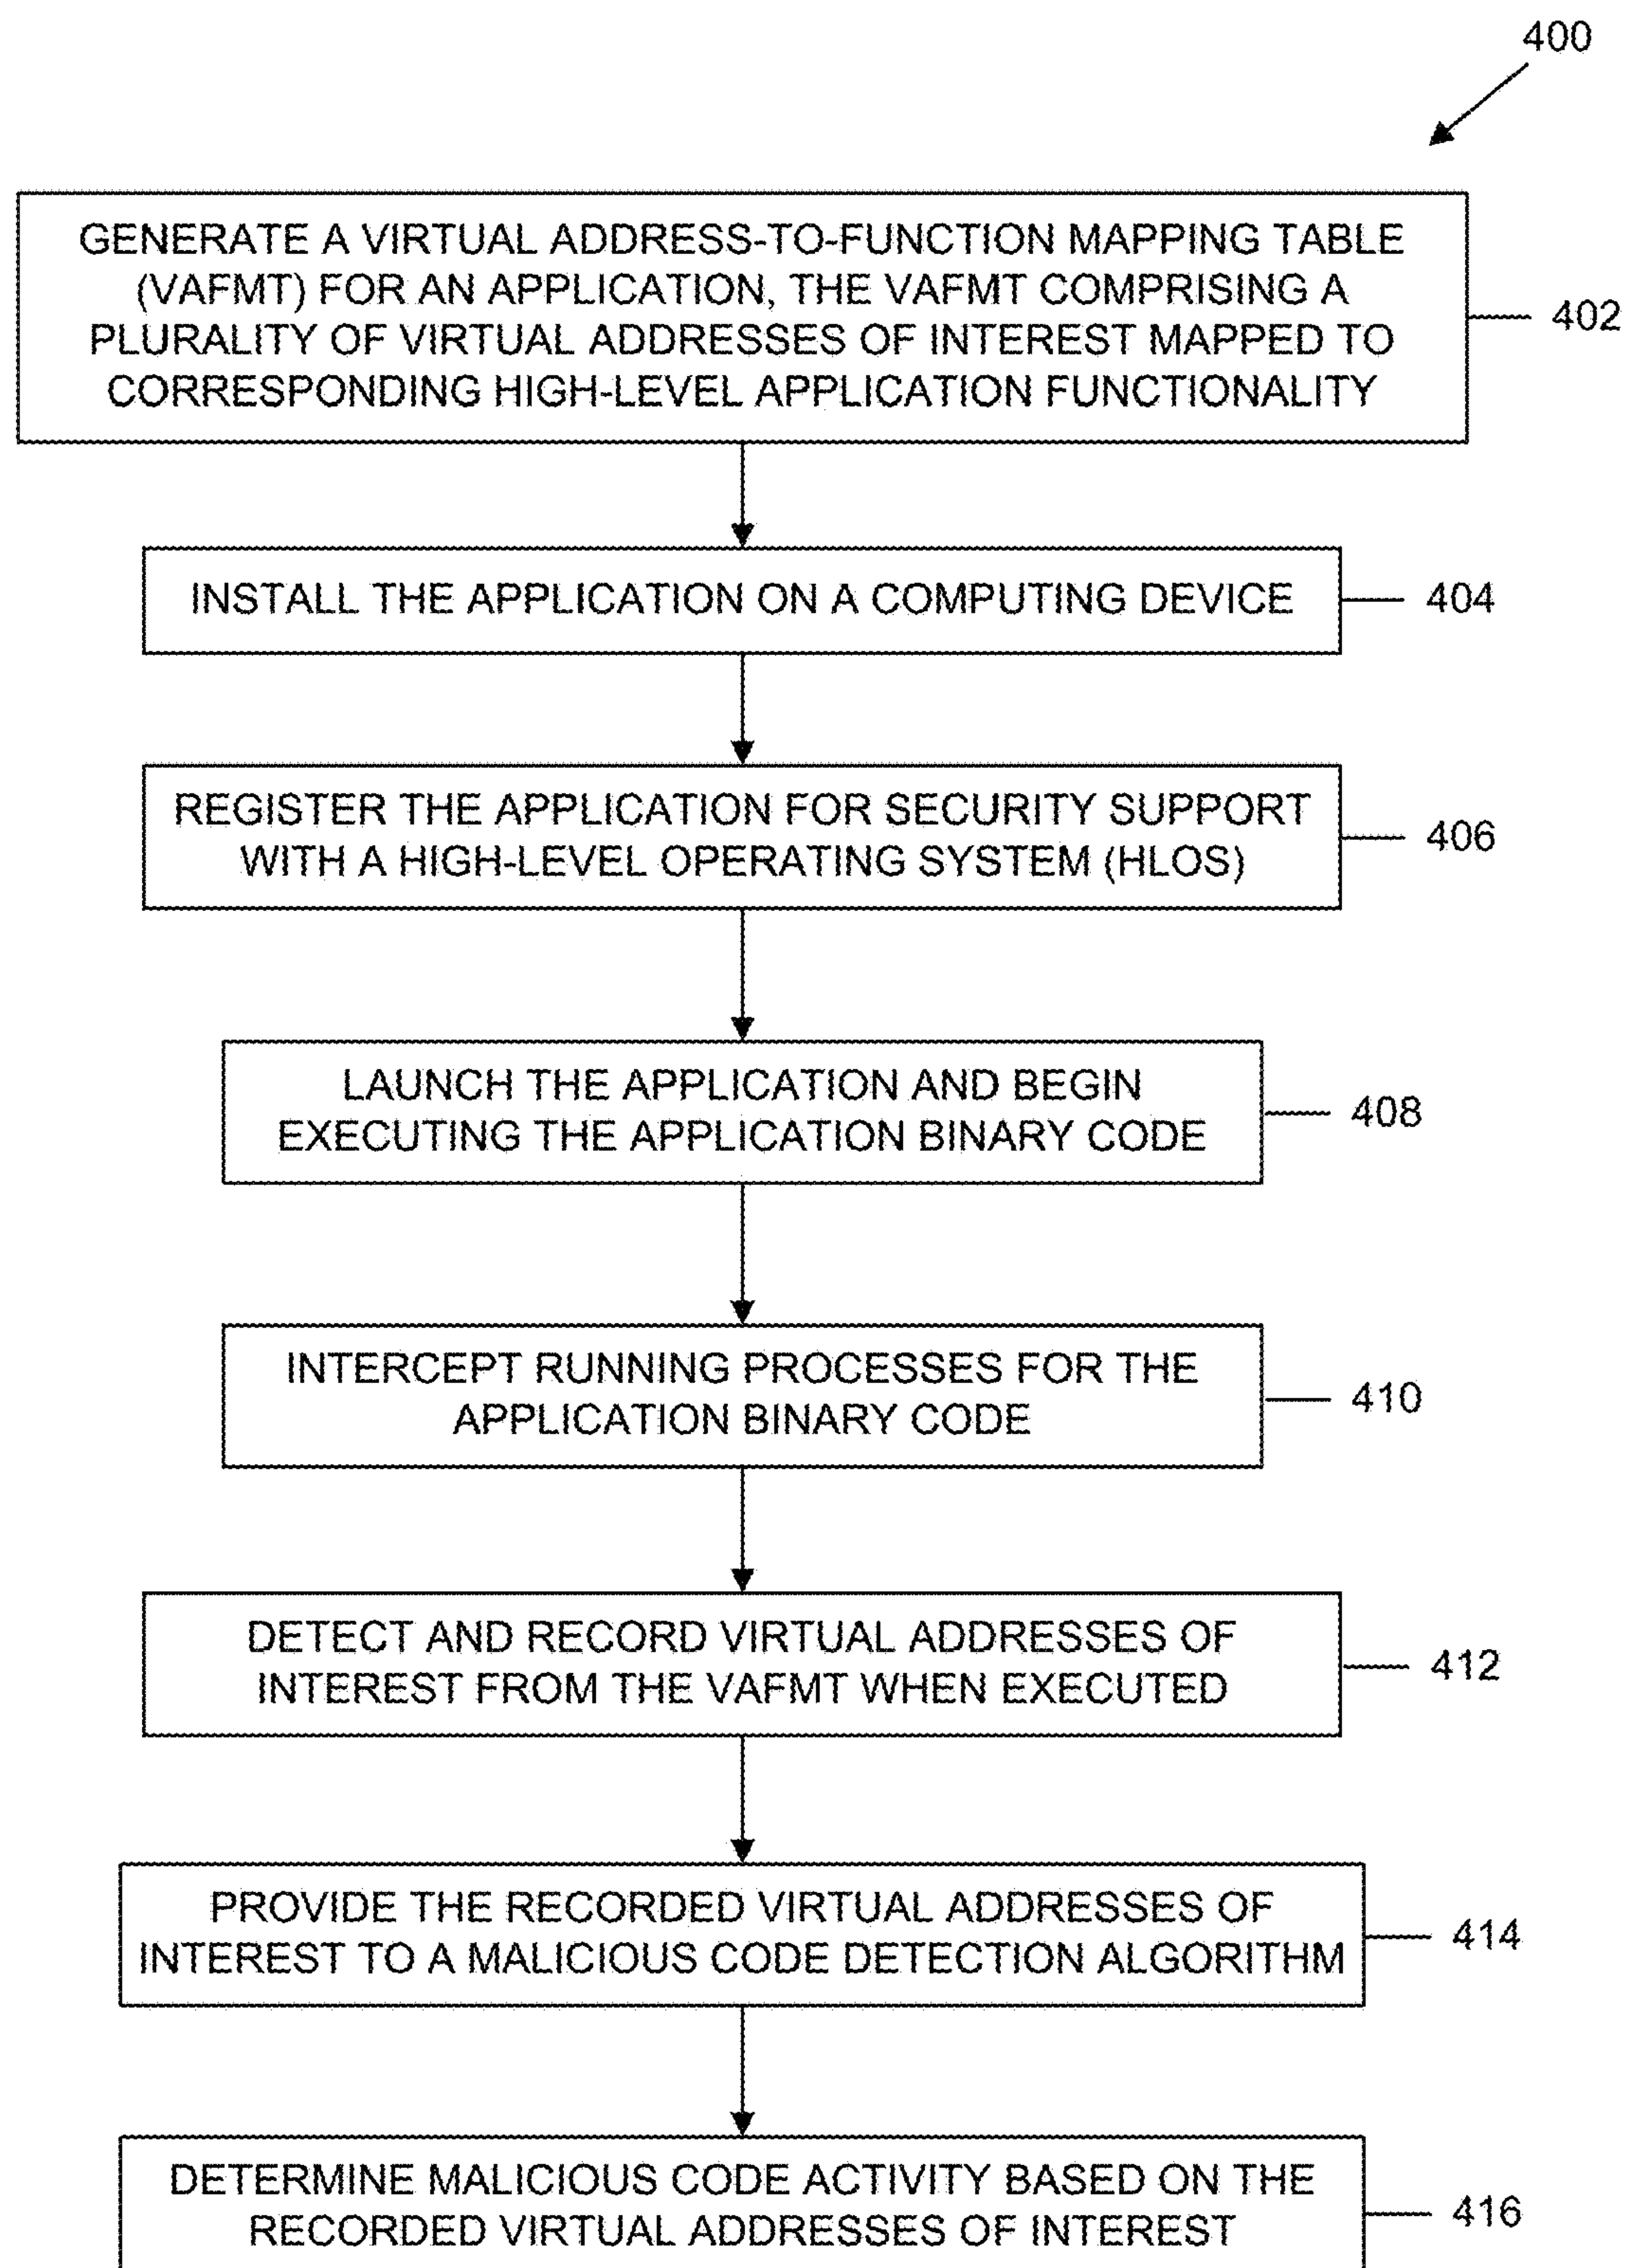 400
GENERATE A VIRTUAL ADDRESS-TO-FUNCTION MAPPING TABLE
(VAFMT) FOR AN APPLICATION, THE VAFMT COMPRISING A
PLURALITY OF VIRTUAL ADDRESSES OF INTEREST MAPPED TO
CORRESPONDING HIGH-LEVEL APPLICATION FUNCTIONALITY
402
INSTALL THE APPLICATION ON A COMPUTING DEVICE
404
REGISTER THE APPLICATION FOR SECURITY SUPPORT
WITH A HIGH-LEVEL OPERATING SYSTEM (HLOS)
406
LAUNCH THE APPLICATION AND BEGIN
EXECUTING THE APPLICATION BINARY CODE
408
INTERCEPT RUNNING PROCESSES FOR THE
APPLICATION BINARY CODE
410
DETECT AND RECORD VIRTUAL ADDRESSES OF
INTEREST FROM THE VAFMT WHEN EXECUTED
412
PROVIDE THE RECORDED VIRTUAL ADDRESSES OF
INTEREST TO A MALICIOUS CODE DETECTION ALGORITHM
414
DETERMINE MALICIOUS CODE ACTIVITY BASED ON THE
RECORDED VIRTUAL ADDRESSES OF INTEREST
416